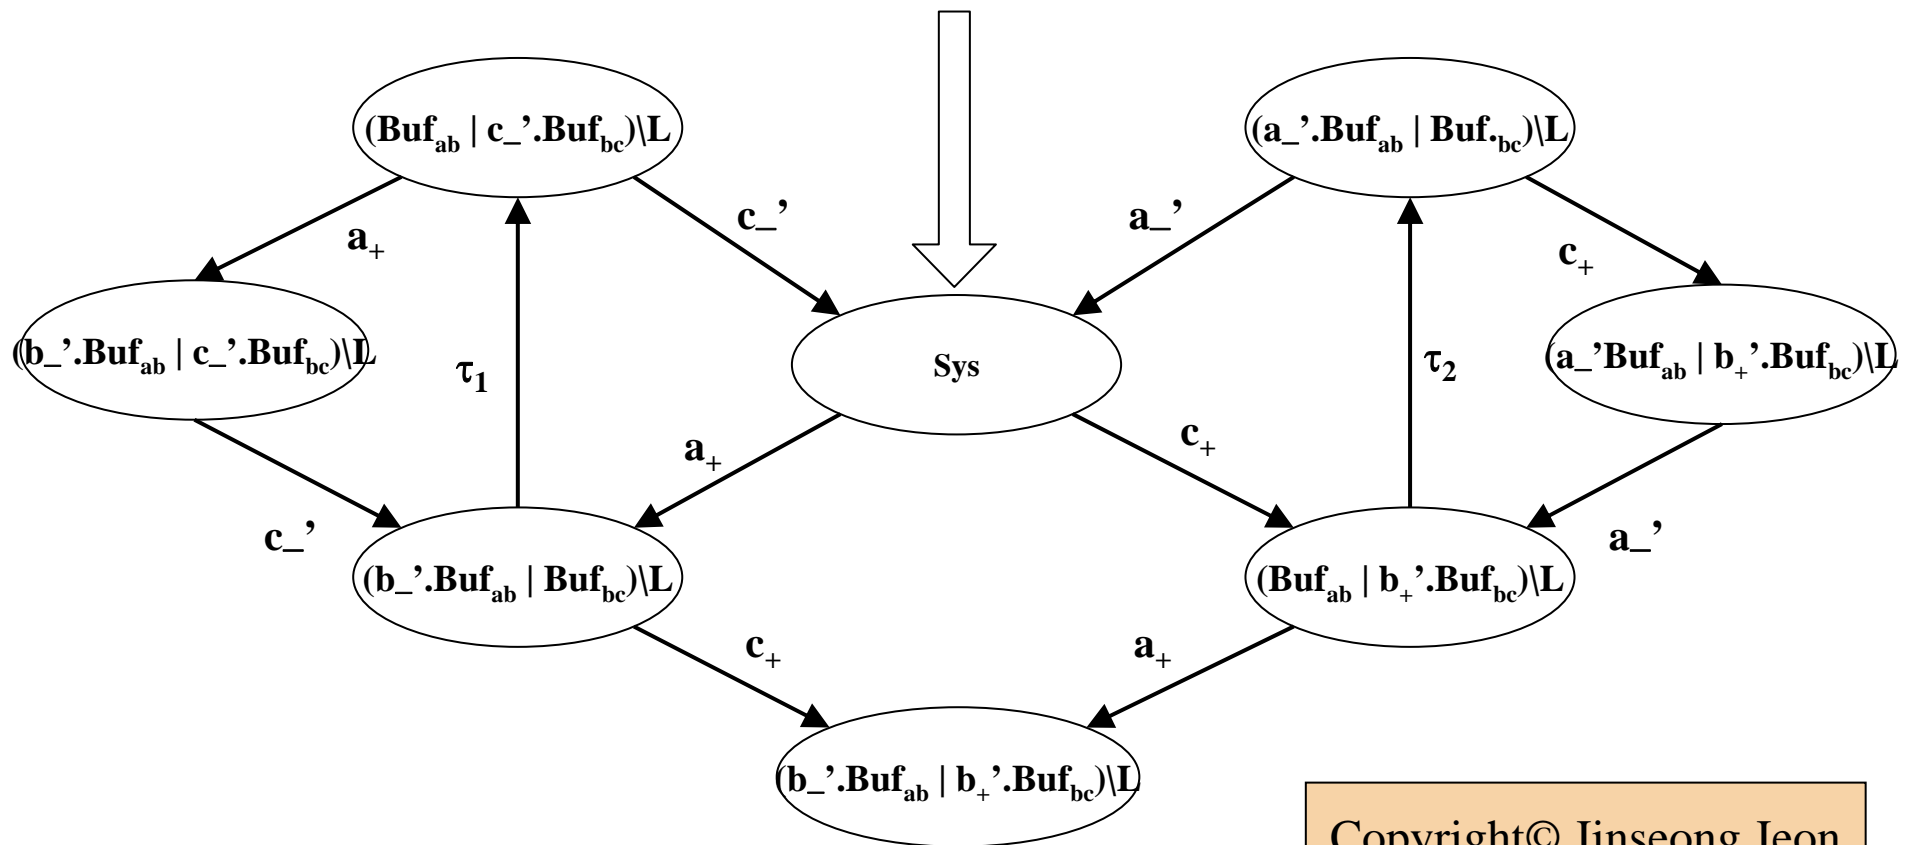 (Buf_ab | c_’.Buf_bc)\L
(a_’.Buf_ab | Buf._bc)\L
c_’
a_’
a+
c+
(b_’.Buf_ab | c_’.Buf_bc)\L
τ1
Sys
τ2
(a_’Buf_ab | b+’.Buf_bc)\L
a+
c+
c_’
a_’
(b_’.Buf_ab | Buf_bc)\L
(Buf_ab | b+’.Buf_bc)\L
c+
a+
(b_’.Buf_ab | b+’.Buf_bc)\L
Copyright© Jinseong Jeon